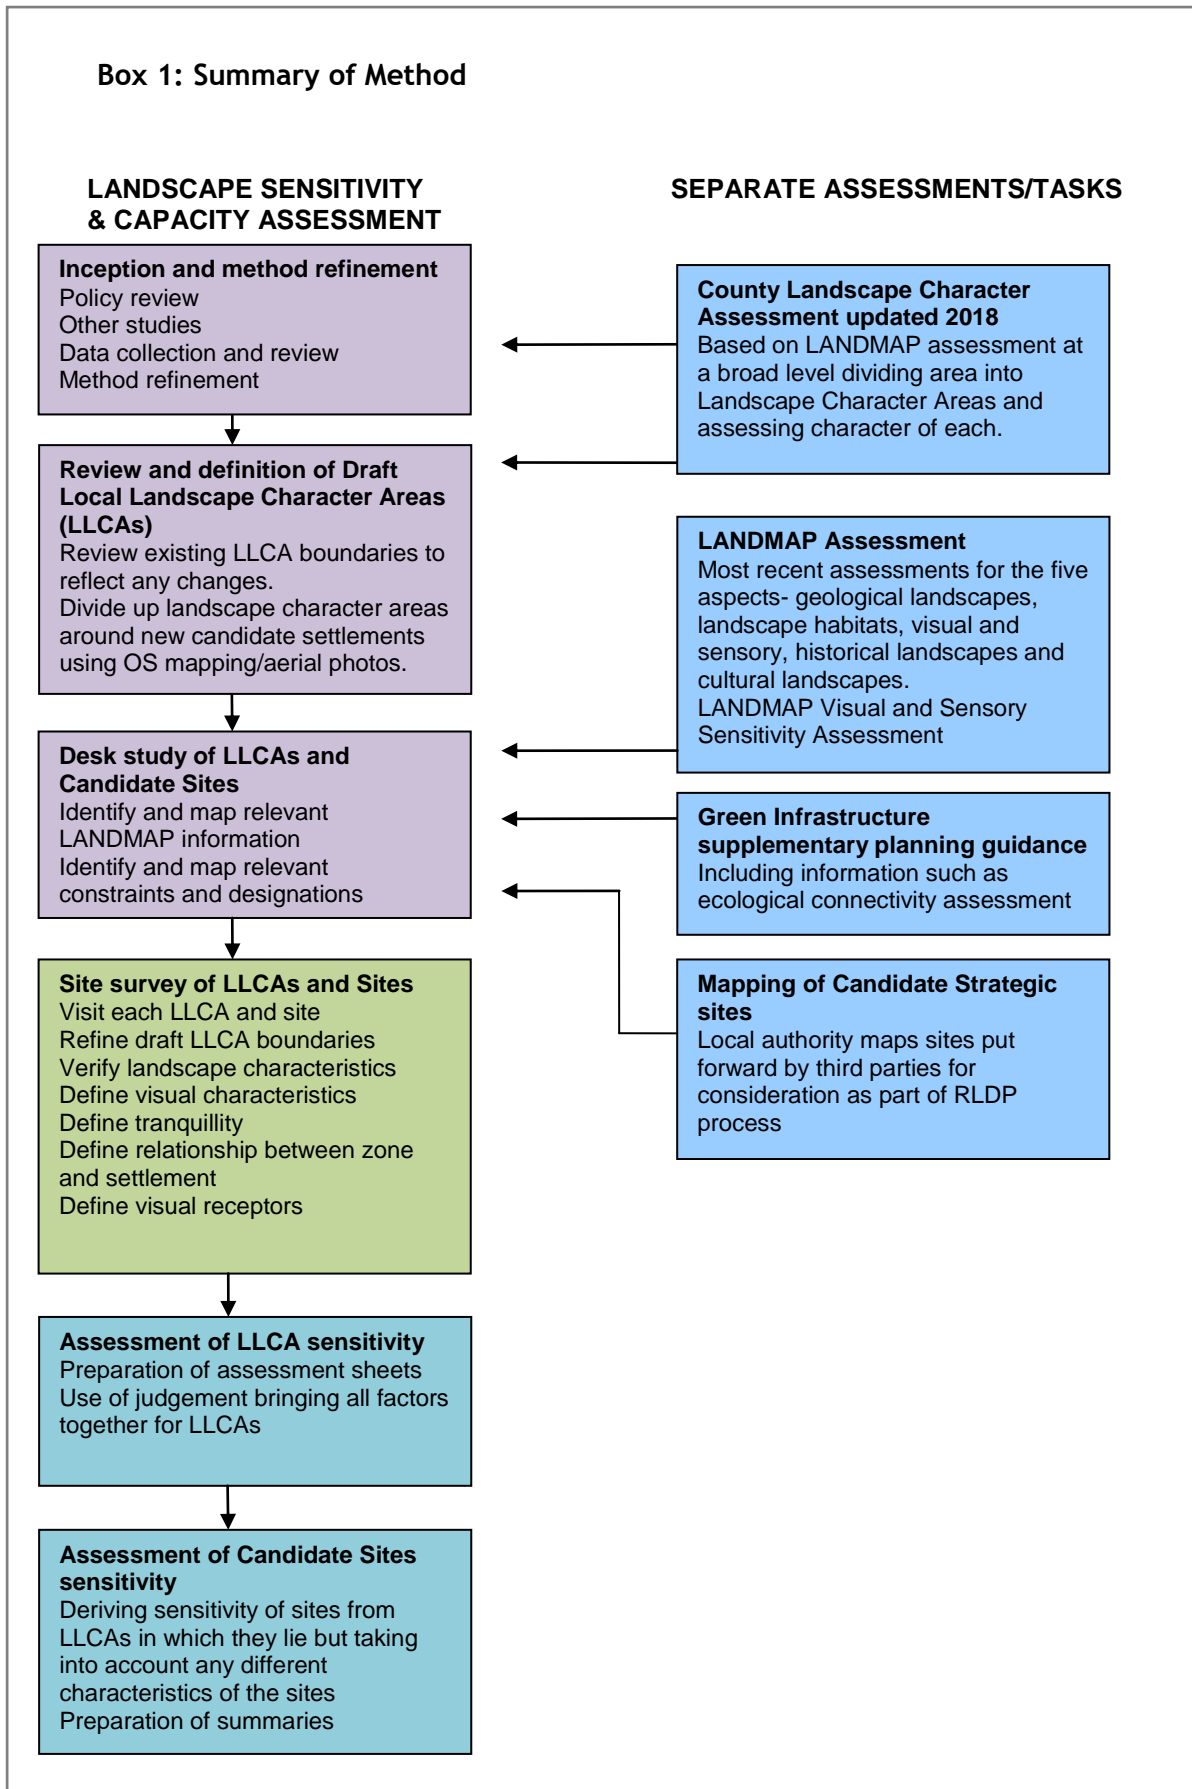 Box 1: Summary of Method
LANDSCAPE SENSITIVITY
& CAPACITY ASSESSMENT
Inception and method refinement
Policy review
Other studies
Data collection and review
Method refinement
Review and definition of Draft
Local Landscape Character Areas
(LLCAs)
Review existing LLCA boundaries to
reflect any changes.
Divide up landscape character areas
around new candidate settlements
using OS mapping/aerial photos.
Desk study of LLCAs and
Candidate Sites
Identify and map relevant
LANDMAP information
Identify and map relevant
constraints and designations
Site survey of LLCAs and Sites
Visit each LLCA and site
Refine draft LLCA boundaries
Verify landscape characteristics
Define visual characteristics
Define tranquillity
Define relationship between zone
and settlement
Define visual receptors
Assessment of LLCA sensitivity
Preparation of assessment sheets
Use of judgement bringing all factors
together for LLCAs
Assessment of Candidate Sites
sensitivity
Deriving sensitivity of sites from
LLCAs in which they lie but taking
into account any different
characteristics of the sites
Preparation of summaries
SEPARATE ASSESSMENTS/TASKS
County Landscape Character
Assessment updated 2018
Based on LANDMAP assessment at
a broad level dividing area into
Landscape Character Areas and
assessing character of each.
LANDMAP Assessment
Most recent assessments for the five
aspects- geological landscapes,
landscape habitats, visual and
sensory, historical landscapes and
cultural landscapes.
LANDMAP Visual and Sensory
Sensitivity Assessment
Green Infrastructure
supplementary planning guidance
Including information such as
ecological connectivity assessment
Mapping of Candidate Strategic
sites
Local authority maps sites put
forward by third parties for
consideration as part of RLDP
process